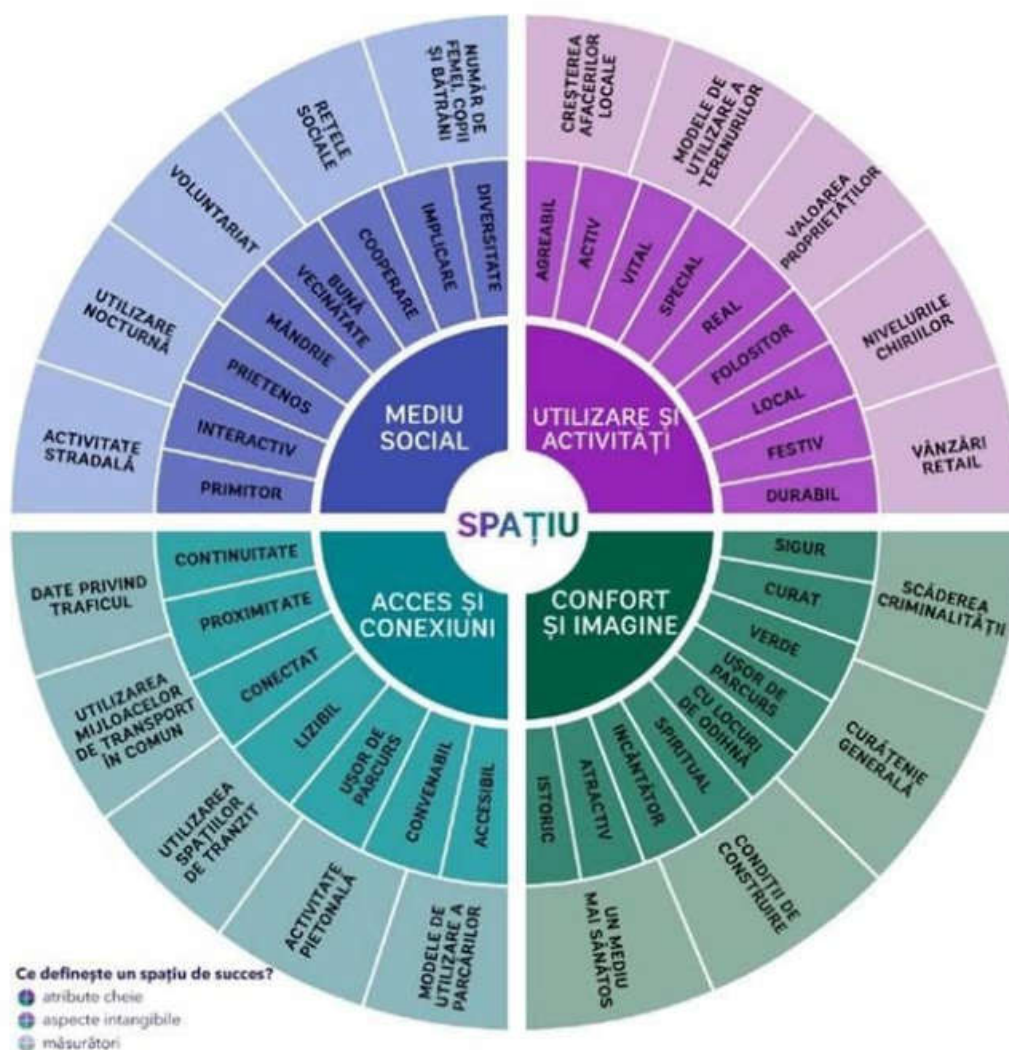 NUMĂR DE
FEMEI, COPII
ȘI BĂTRÂNI
REȚELE
SOCIALE
VOLUNTARIAT
UTILIZARE
NOCTURNĂ
ACTIVITATE
STRADALĂ
DIVERSITATE
IMPLICARE
COOPERARE
BUNĂ
VECINĂTATE
MÂNDRIE
PRIETENOS
INTERACTIV
PRIMITOR
MEDIU
SOCIAL
CREȘTEREA
AFACERILOR
LOCALE
MODELE DE
UTILIZARE A
TERENURILOR
VALOAREA
PROPRIETĂȚILOR
NIVELURILE
CHIRIILOR
VÂNZĂRI
RETAIL
AGREABIL
ACTIV
VITAL
SPECIAL
REAL
FOLOSITOR
LOCAL
FESTIV
DURABIL
UTILIZARE ȘI
ACTIVITĂȚI
SPAȚIU
ACCES ȘI
CONEXIUNI
CONTINUITATE
PROXIMITATE
CONECTAT
LIZIBIL
UȘOR DE
PARCURS
CONVENABIL
ACCESIBIL
DATE PRIVIND
TRAFICUL
UTILIZAREA
MIJLOACELOR
DE TRANSPORT
ÎN COMUN
UTILIZAREA
SPAȚIILOR
DE TRANZIT
ACTIVITATE
PIETONALĂ
MODELE DE
UTILIZARE A
PARCĂRILOR
CONFORT
ȘI IMAGINE
SIGUR
CURAT
VERDE
UȘOR DE
PARCURS
CU LOCURI
DE ODIHNĂ
SPIRITUAL
INCÂNTĂTOR
ATRACTIV
ISTORIC
SCĂDEREA
CRIMINALITĂȚII
CURĂȚENIE
GENERALĂ
CONDIȚII DE
CONSTRUIRE
UN MEDIU
MAI SĂNĂTOS
Ce definește un spațiu de succes?
atribute cheie
aspecte intangibile
măsurători